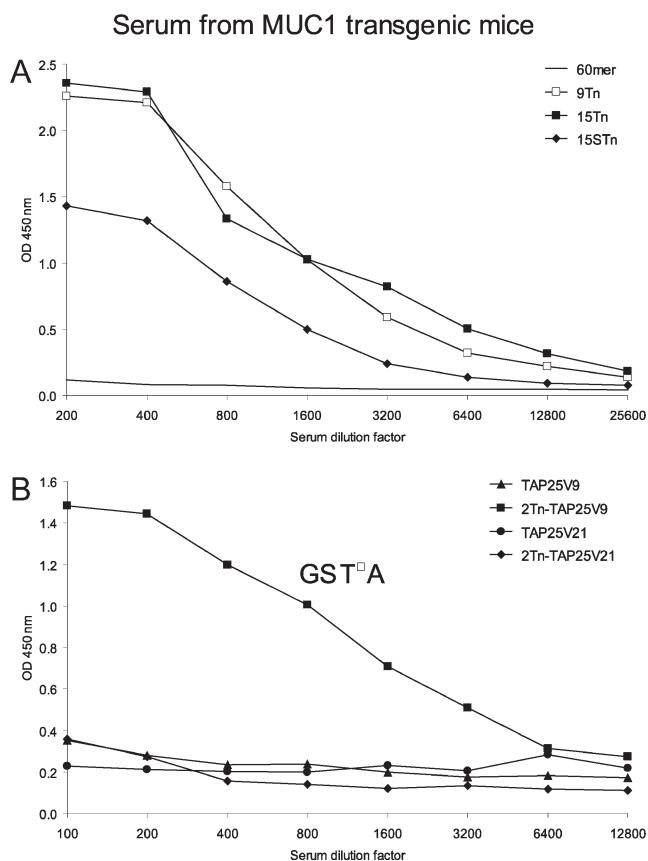 Serum from MUC1 transgenic mice
A
2.5
2.0
1.5
1.0
0.5
0.0
OD 450 nm
60mer
9Tn
15Tn
15STn
200 400 800 1600 3200 6400 12800 25600
Serum dilution factor
B
1.6
1.4
1.2
1.0
0.8
0.6
0.4
0.2
0.0
OD 450 nm
TAP25V9
2Tn-TAP25V9
TAP25V21
2Tn-TAP25V21
GST□A
100 200 400 800 1600 3200 6400 12800
Serum dilution factor